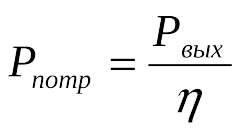 P_потр = P_вых / η